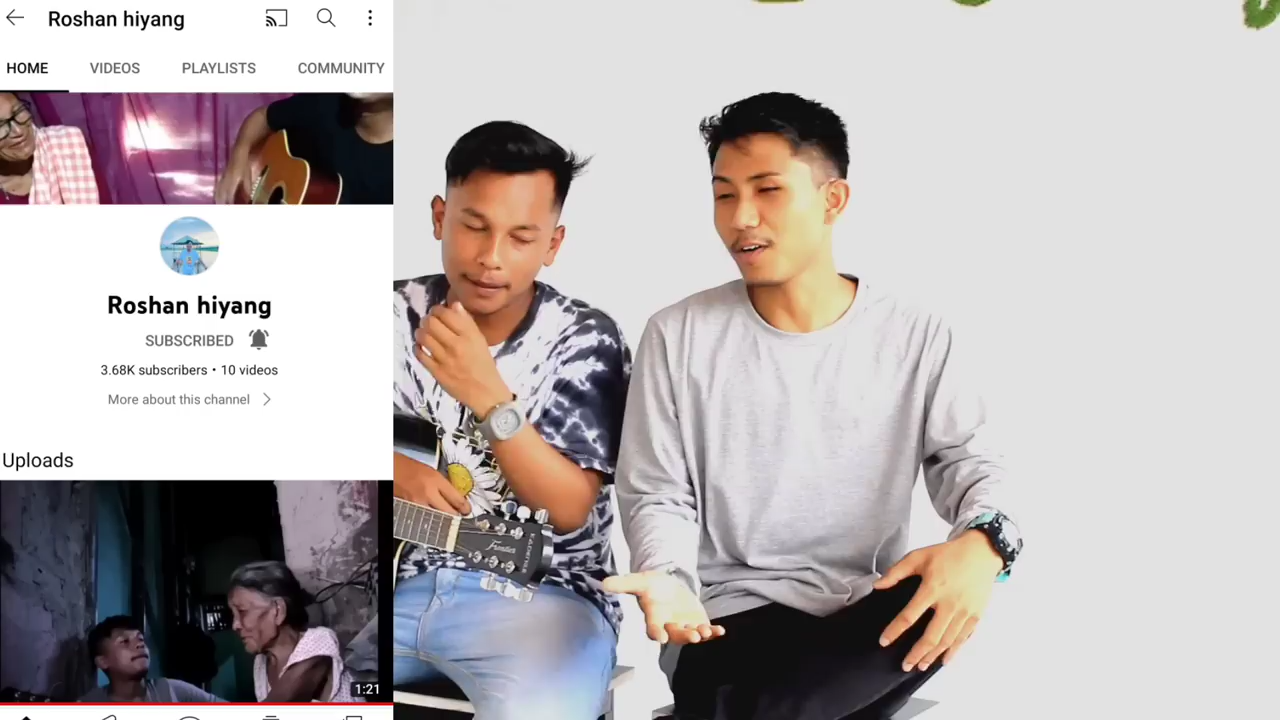 Roshan hiyang
HOME VIDEOS PLAYLISTS COMMUNITY
Roshan hiyang
SUBSCRIBED
3.68K subscribers • 10 videos
More about this channel
Uploads
1:21